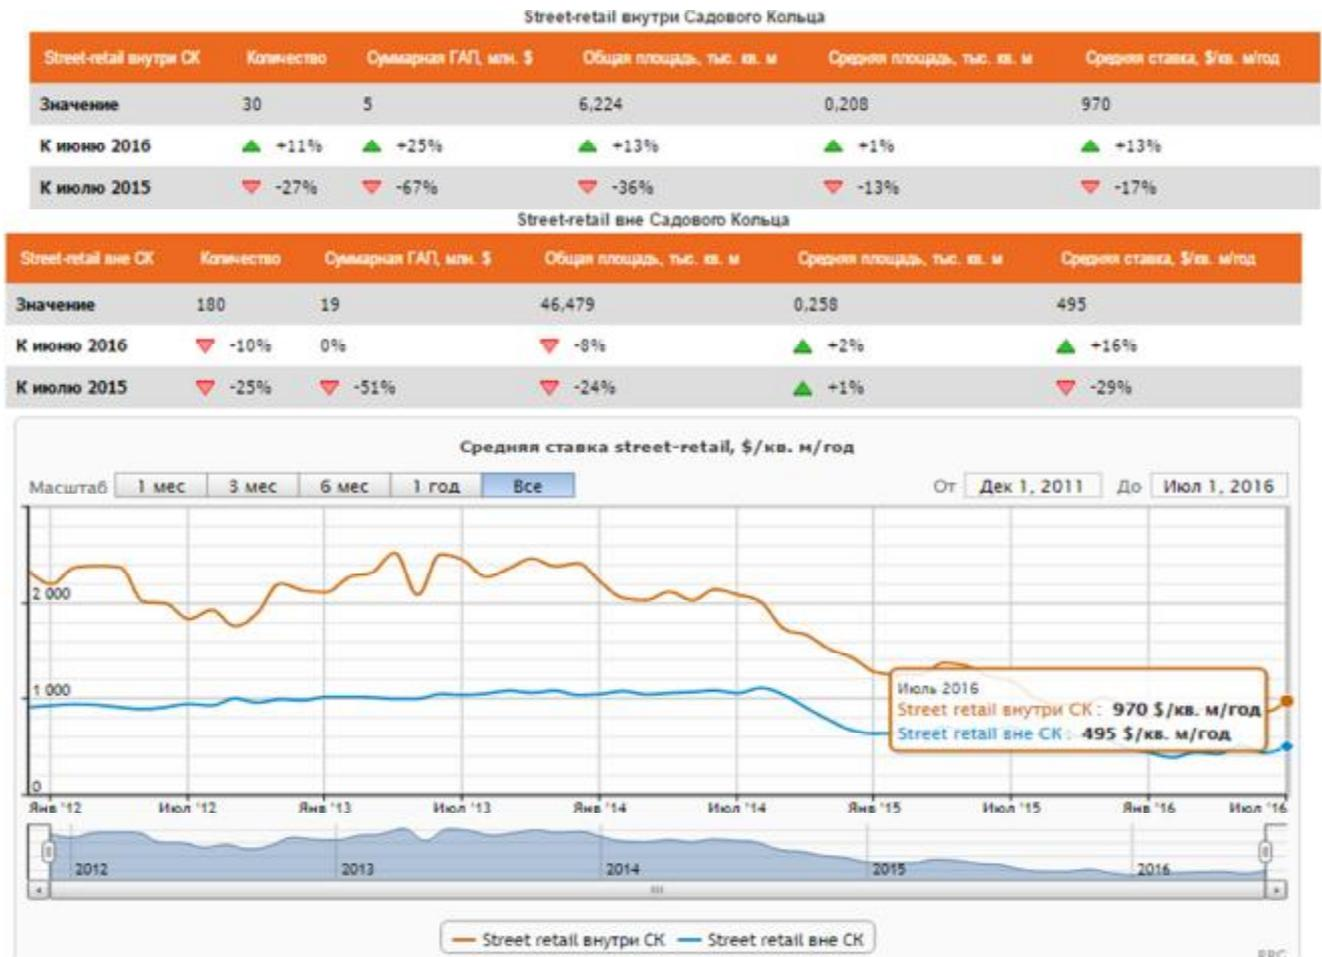 Street-retail внутри Садового Кольца
Street-retail внутри СК Количество Суммарная ГАП, млн. $ Общая площадь, тыс. кв. м Средняя площадь, тыс. кв. м Средняя ставка, $/кв. м/год
Значение 30 5 6,224 0,208 970
К июню 2016 +11% +25% +13% +1% +13%
К июлю 2015 -27% -67% -36% -13% -17%
Street-retail вне Садового Кольца
Street-retail вне СК Количество Суммарная ГАП, млн. $ Общая площадь, тыс. кв. м Средняя площадь, тыс. кв. м Средняя ставка, $/кв. м/год
Значение 180 19 46,479 0,258 495
К июню 2016 -10% 0% -8% +2% +16%
К июлю 2015 -25% -51% -24% +1% -29%
Средняя ставка street-retail, $/кв. м/год
Масштаб 1 мес 3 мес 6 мес 1 год Все От Дек 1, 2011 До Июл 1, 2016
2 000
1 000
Июль 2016
Street retail внутри СК : 970 $/кв. м/год
Street retail вне СК : 495 $/кв. м/год
0
Янв '12 Июл '12 Янв '13 Июл '13 Янв '14 Июл '14 Янв '15 Июл '15 Янв '16 Июл '16
2012 2013 2014 2015 2016
Street retail внутри СК Street retail вне СК